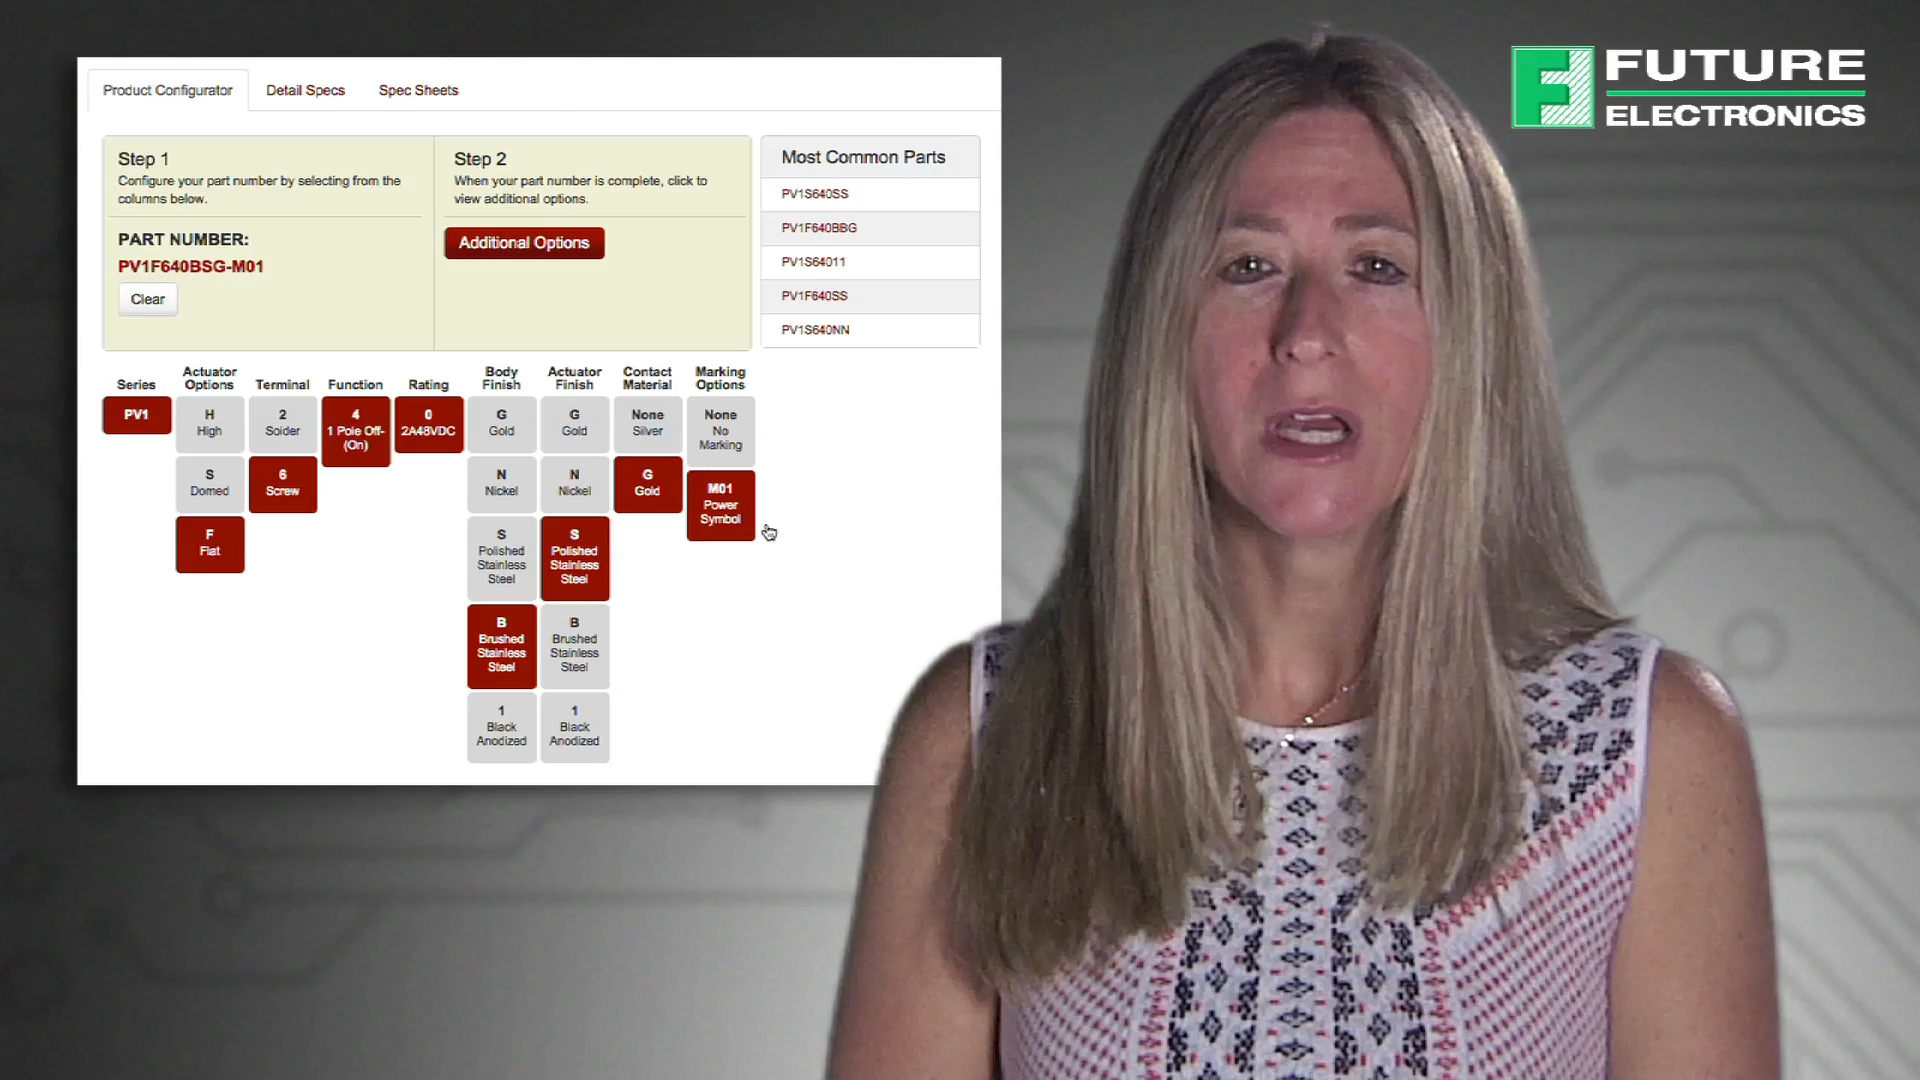 FUTURE
ELECTRONICS
Product Configurator
Detail Specs
Spec Sheets
Step 1
Configure your part number by selecting from the
columns below.
PART NUMBER:
PV1F640BSG-M01
Clear
Step 2
When your part number is complete, click to
view additional options.
Additional Options
Most Common Parts
PV1S640SS
PV1F640BBG
PV1S64011
PV1F640SS
PV1S640NN
Series
PV1
Actuator
Options
H
High
S
Domed
F
Flat
Terminal
2
Solder
6
Screw
Function
4
1 Pole Off-
(On)
Rating
0
2A48VDC
Body
Finish
G
Gold
N
Nickel
S
Polished
Stainless
Steel
B
Brushed
Stainless
Steel
1
Black
Anodized
Actuator
Finish
G
Gold
N
Nickel
S
Polished
Stainless
Steel
B
Brushed
Stainless
Steel
1
Black
Anodized
Contact
Material
None
Silver
G
Gold
Marking
Options
None
No
Marking
M01
Power
Symbol